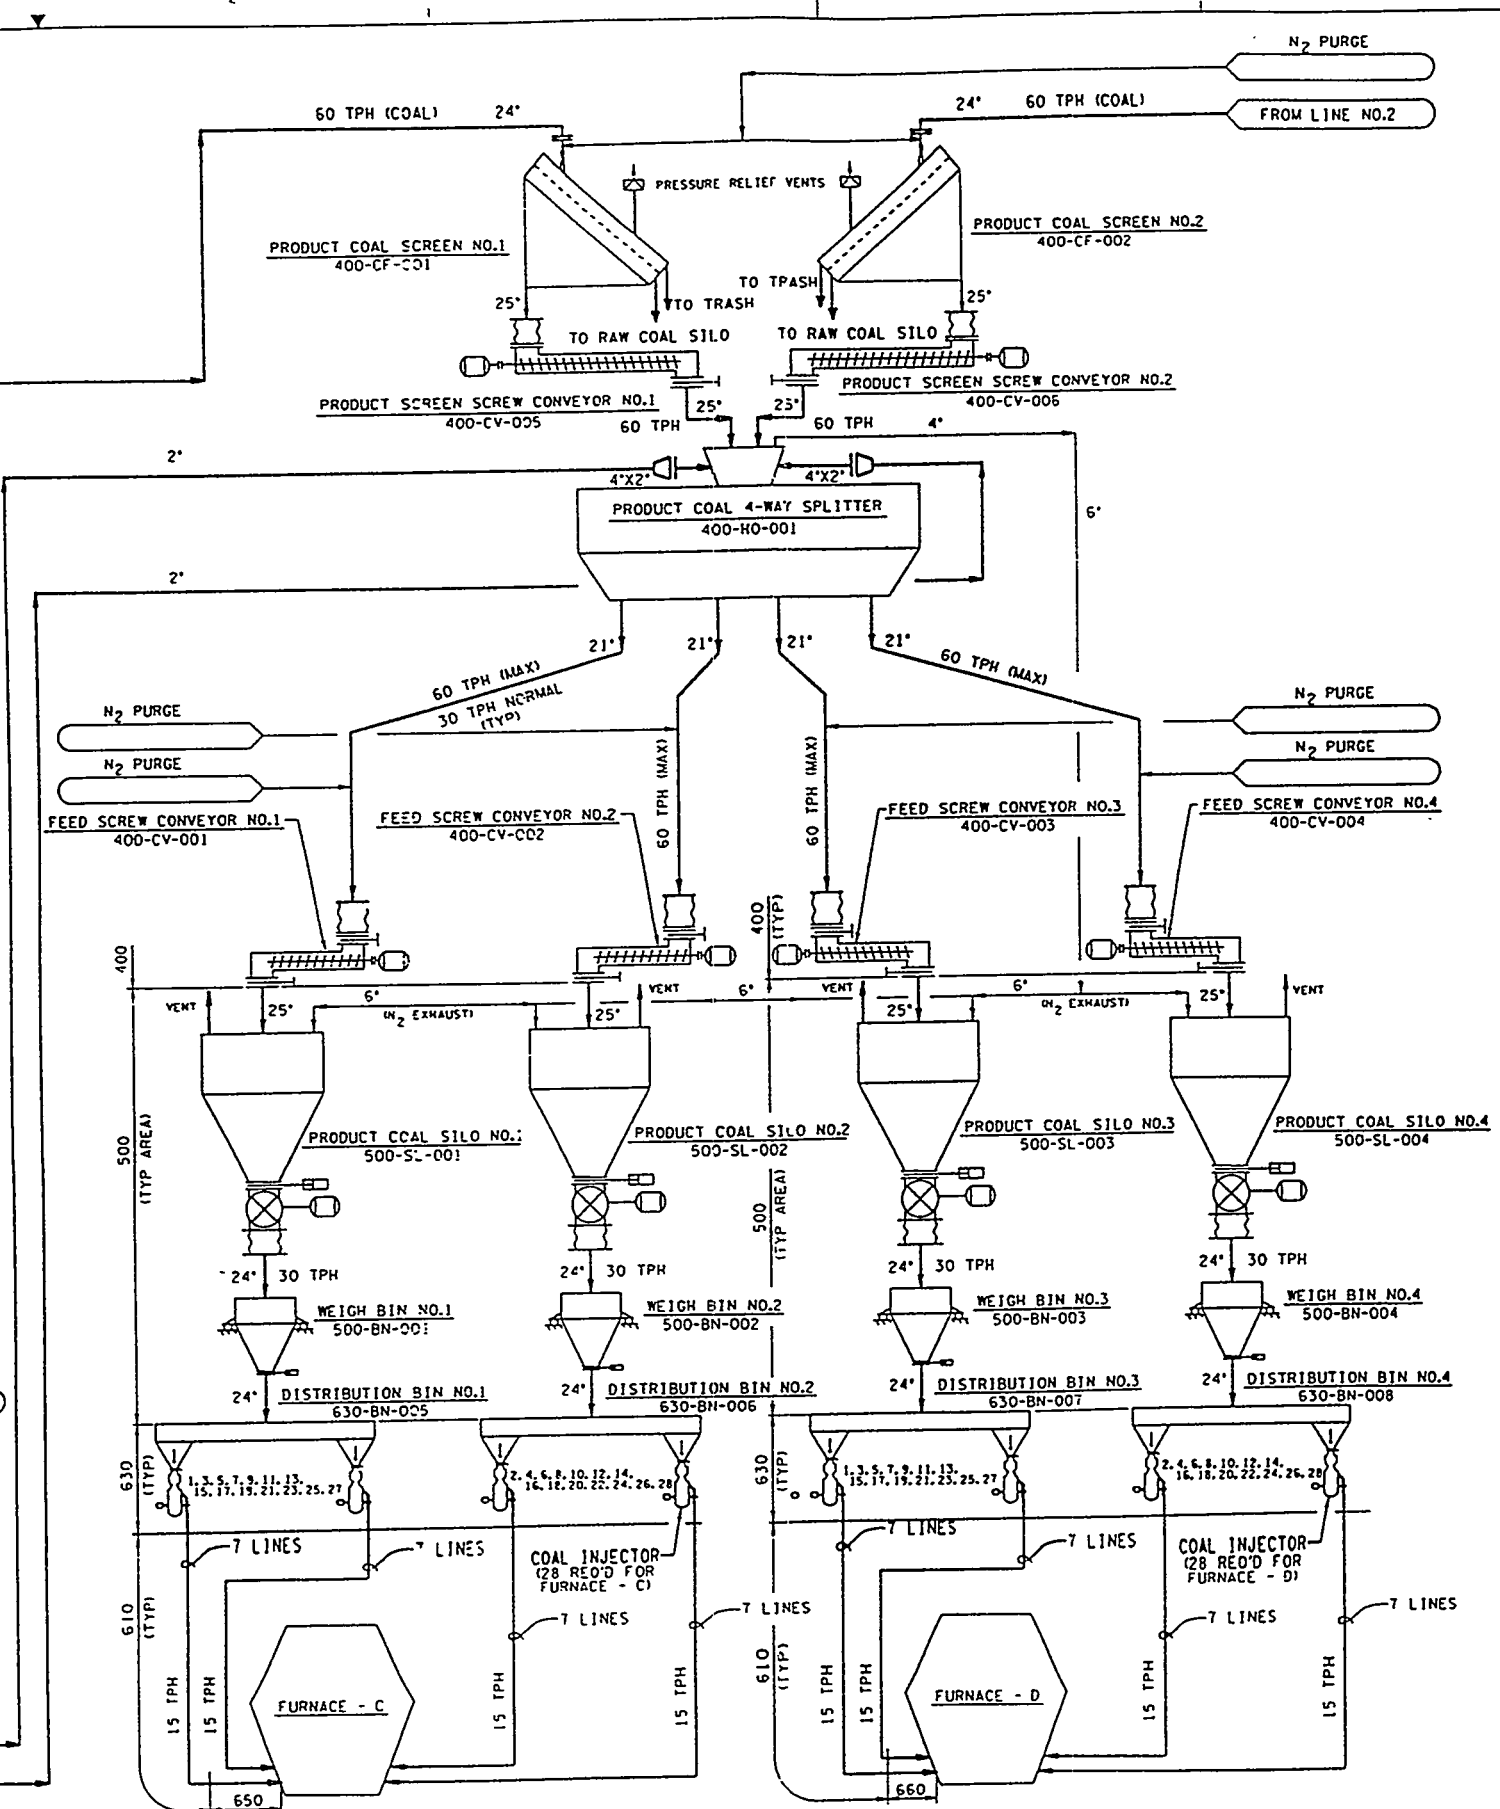 N2 PURGE
60 TPH (COAL)
24"
24"
60 TPH (COAL)
FROM LINE NO.2
PRESSURE RELIEF VENTS
PRODUCT COAL SCREEN NO.1
400-CF-001
PRODUCT COAL SCREEN NO.2
400-CF-002
TO TRASH
TO TRASH
25"
25"
TO RAW COAL SILO
TO RAW COAL SILO
PRODUCT SCREEN SCREW CONVEYOR NO.1
400-CV-005
PRODUCT SCREEN SCREW CONVEYOR NO.2
400-CV-006
25"
25"
60 TPH
60 TPH
4"
2"
4"X2"
4"X2"
PRODUCT COAL 4-WAY SPLITTER
400-HO-001
6"
2"
21"
21"
21"
21"
60 TPH (MAX)
30 TPH NORMAL
(TYP)
60 TPH (MAX)
N2 PURGE
N2 PURGE
N2 PURGE
N2 PURGE
60 TPH (MAX)
60 TPH (MAX)
FEED SCREW CONVEYOR NO.1
400-CV-001
FEED SCREW CONVEYOR NO.2
400-CV-002
FEED SCREW CONVEYOR NO.3
400-CV-003
FEED SCREW CONVEYOR NO.4
400-CV-004
400
400
(TYP)
VENT
25"
6"
(N2 EXHAUST)
25"
VENT
6"
VENT
25"
6"
(N2 EXHAUST)
25"
VENT
500
(TYP AREA)
500
(TYP AREA)
PRODUCT COAL SILO NO.1
500-SL-001
PRODUCT COAL SILO NO.2
500-SL-002
PRODUCT COAL SILO NO.3
500-SL-003
PRODUCT COAL SILO NO.4
500-SL-004
24"
30 TPH
24"
30 TPH
24"
30 TPH
24"
30 TPH
WEIGH BIN NO.1
500-BN-001
WEIGH BIN NO.2
500-BN-002
WEIGH BIN NO.3
500-BN-003
WEIGH BIN NO.4
500-BN-004
24"
DISTRIBUTION BIN NO.1
630-BN-005
24"
DISTRIBUTION BIN NO.2
630-BN-006
24"
DISTRIBUTION BIN NO.3
630-BN-007
24"
DISTRIBUTION BIN NO.4
630-BN-008
630
(TYP)
630
(TYP)
1, 3, 5, 7, 9, 11, 13,
15, 17, 19, 21, 23, 25, 27
2, 4, 6, 8, 10, 12, 14,
16, 18, 20, 22, 24, 26, 28
1, 3, 5, 7, 9, 11, 13,
15, 17, 19, 21, 23, 25, 27
2, 4, 6, 8, 10, 12, 14,
16, 18, 20, 22, 24, 26, 28
7 LINES
7 LINES
COAL INJECTOR
(28 REQ'D FOR
FURNACE - C)
7 LINES
7 LINES
7 LINES
7 LINES
COAL INJECTOR
(28 REQ'D FOR
FURNACE - D)
7 LINES
7 LINES
610
(TYP)
610
(TYP)
15 TPH
15 TPH
15 TPH
15 TPH
15 TPH
15 TPH
15 TPH
15 TPH
FURNACE - C
FURNACE - D
650
660